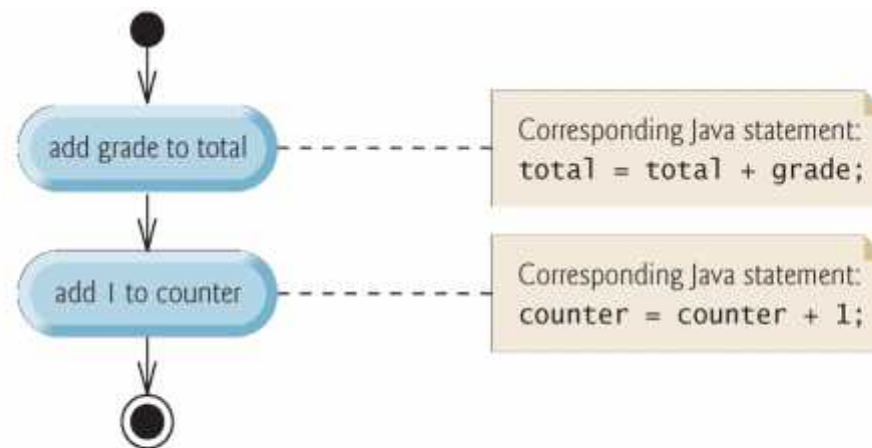 add grade to total
Corresponding Java statement:
total = total + grade;
add 1 to counter
Corresponding Java statement:
counter = counter + 1;